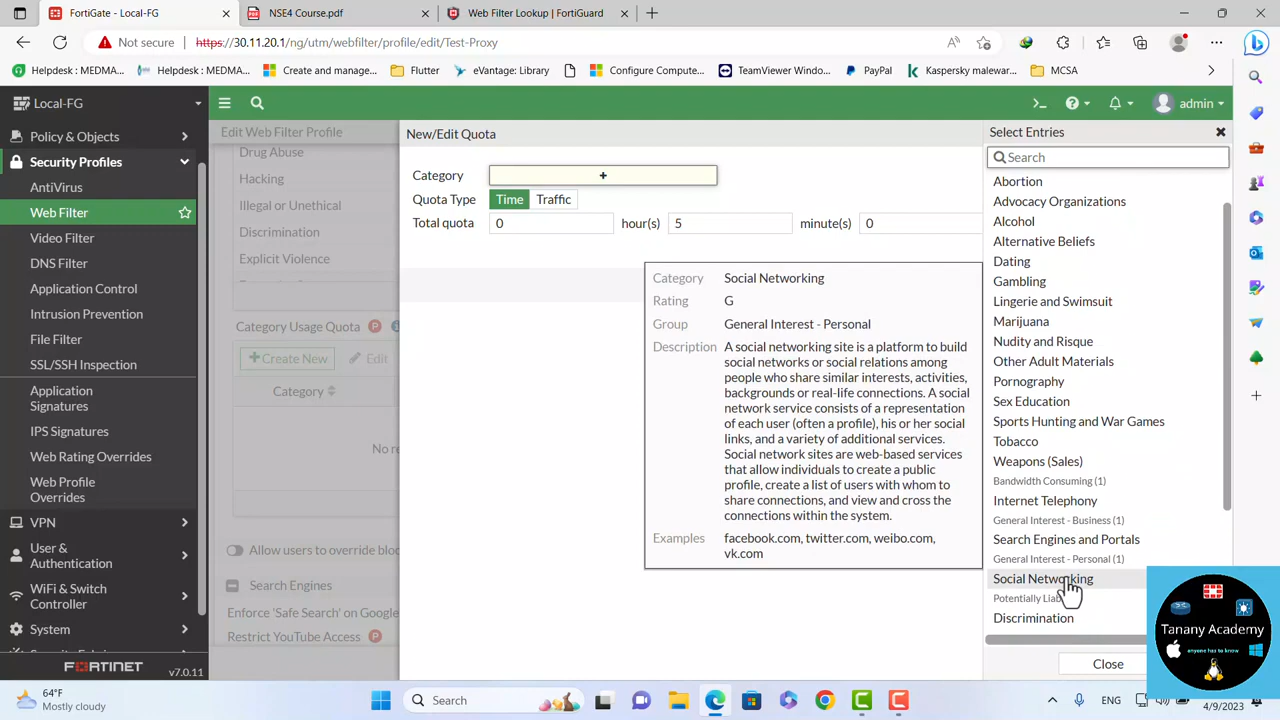 FortiGate - Local-FG
NSE4 Course.pdf
Web Filter Lookup | FortiGuard
Not secure
https://30.11.20.1/ng/utm/webfilter/profile/edit/Test-Proxy
Helpdesk : MEDMA...
Helpdesk : MEDMA...
Create and manage...
Flutter
eVantage: Library
Configure Compute...
TeamViewer Windo...
PayPal
Kaspersky malewar...
MCSA
Local-FG
admin
Policy & Objects
Security Profiles
AntiVirus
Web Filter
Video Filter
DNS Filter
Application Control
Intrusion Prevention
File Filter
SSL/SSH Inspection
Application
Signatures
IPS Signatures
Web Rating Overrides
Web Profile
Overrides
VPN
User &
Authentication
WiFi & Switch
Controller
System
FORTINET
v7.0.11
Edit Web Filter Profile
Drug Abuse
Hacking
Illegal or Unethical
Discrimination
Explicit Violence
Category Usage Quota P
+ Create New
Edit
Category
No re
Allow users to override bloc
Search Engines
Enforce 'Safe Search' on Google
Restrict YouTube Access P
New/Edit Quota
Category
+
Quota Type Time Traffic
Total quota 0 hour(s) 5 minute(s) 0
Category Social Networking
Rating G
Group General Interest - Personal
Description A social networking site is a platform to build
social networks or social relations among
people who share similar interests, activities,
backgrounds or real-life connections. A social
network service consists of a representation
of each user (often a profile), his or her social
links, and a variety of additional services.
Social network sites are web-based services
that allow individuals to create a public
profile, create a list of users with whom to
share connections, and view and cross the
connections within the system.
Examples facebook.com, twitter.com, weibo.com,
vk.com
Select Entries
Search
Abortion
Advocacy Organizations
Alcohol
Alternative Beliefs
Dating
Gambling
Lingerie and Swimsuit
Marijuana
Nudity and Risque
Other Adult Materials
Pornography
Sex Education
Sports Hunting and War Games
Tobacco
Weapons (Sales)
Bandwidth Consuming (1)
Internet Telephony
General Interest - Business (1)
Search Engines and Portals
General Interest - Personal (1)
Social Networking
Potentially Liab
Discrimination
Close
Tanany Academy
anyone has to know
64°F
Mostly cloudy
Search
ENG
4/9/2023